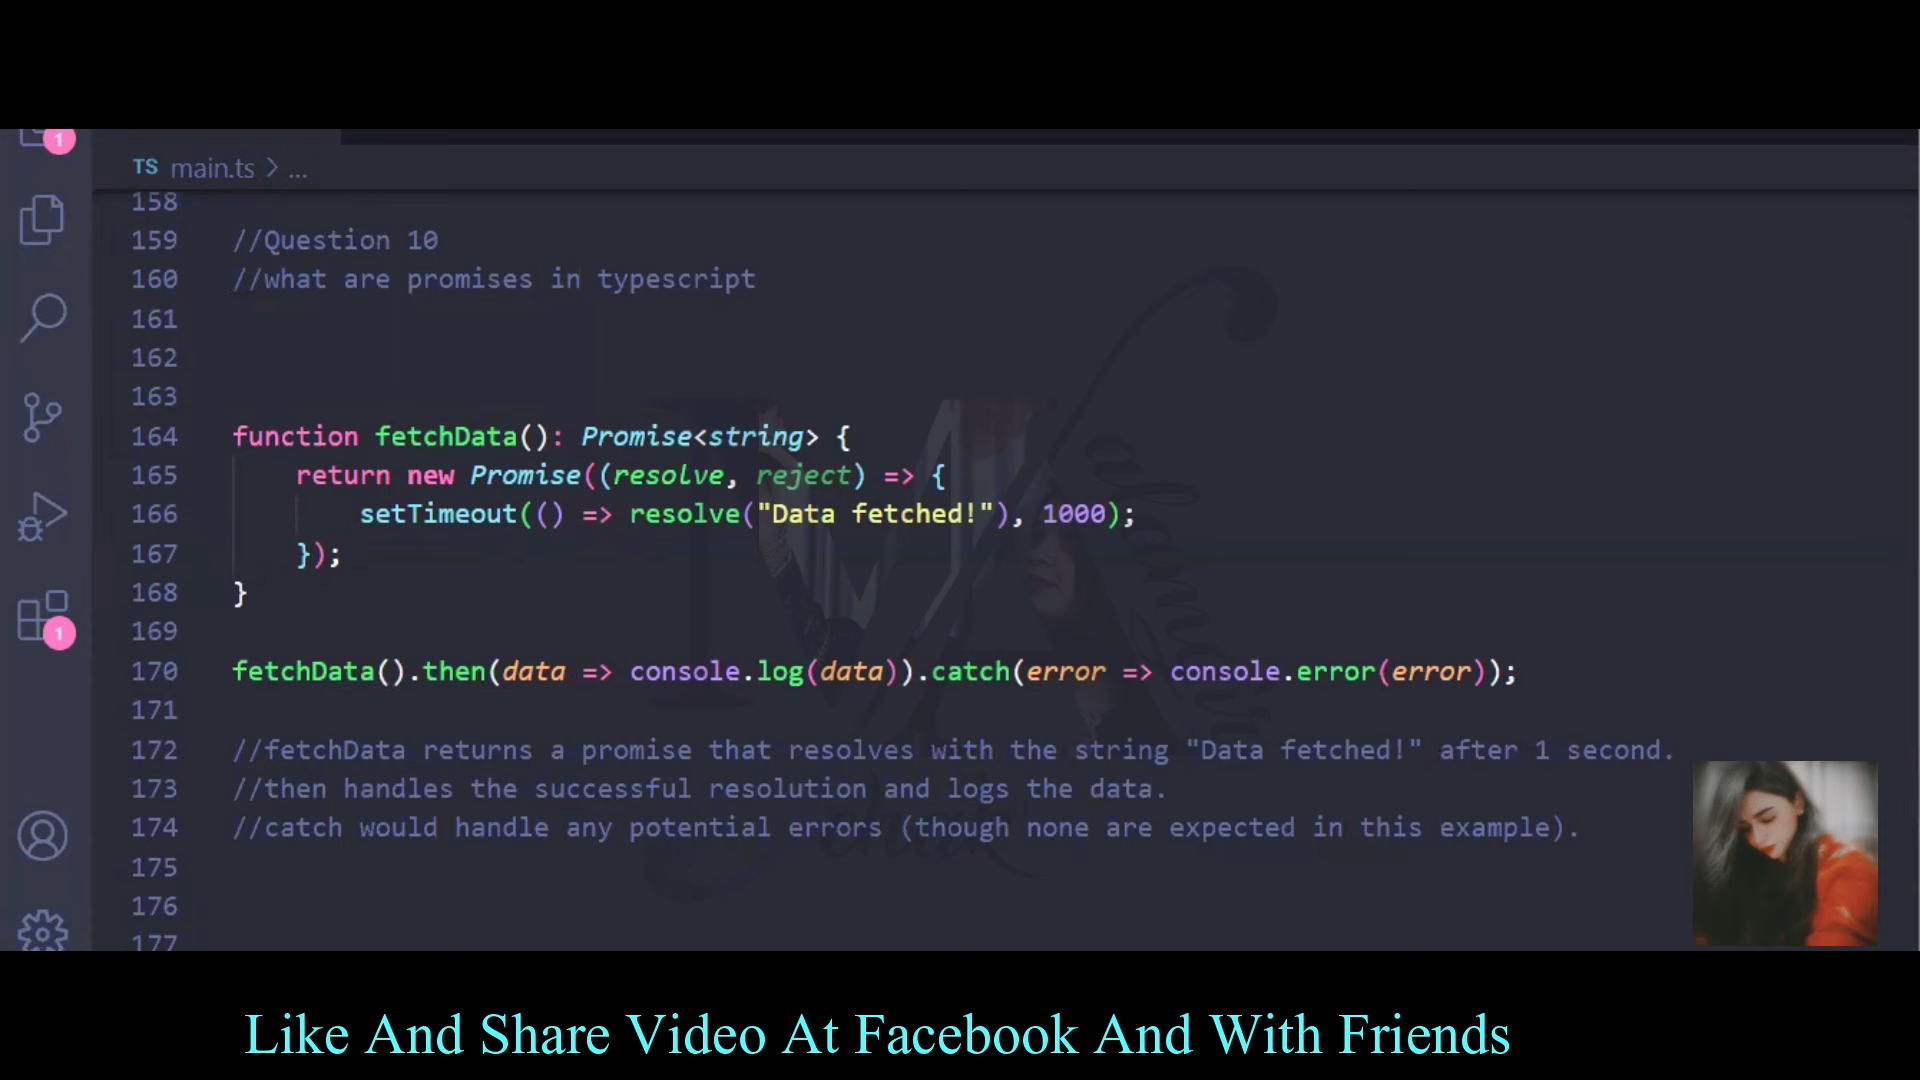 1
TS main.ts > ...
158
159 //Question 10
160 //what are promises in typescript
161
162
163
164 function fetchData(): Promise<string> {
165 return new Promise((resolve, reject) => {
166 setTimeout(() => resolve("Data fetched!"), 1000);
167 });
168 }
169
170 fetchData().then(data => console.log(data)).catch(error => console.error(error));
171
172 //fetchData returns a promise that resolves with the string "Data fetched!" after 1 second.
173 //then handles the successful resolution and logs the data.
174 //catch would handle any potential errors (though none are expected in this example).
175
176
177
1
Like And Share Video At Facebook And With Friends